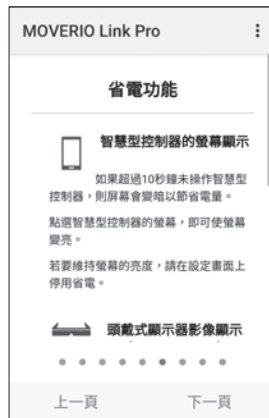 MOVERIO Link Pro
省電功能
智慧型控制器的螢幕顯示
如果超過10秒鐘未操作智慧型
控制器，則屏幕會變暗以節省電量。
點選智慧型控制器的螢幕，即可使螢幕
變亮。
若要維持螢幕的亮度，請在設定畫面上
停用省電。
頭戴式顯示器影像顯示
上一頁
下一頁